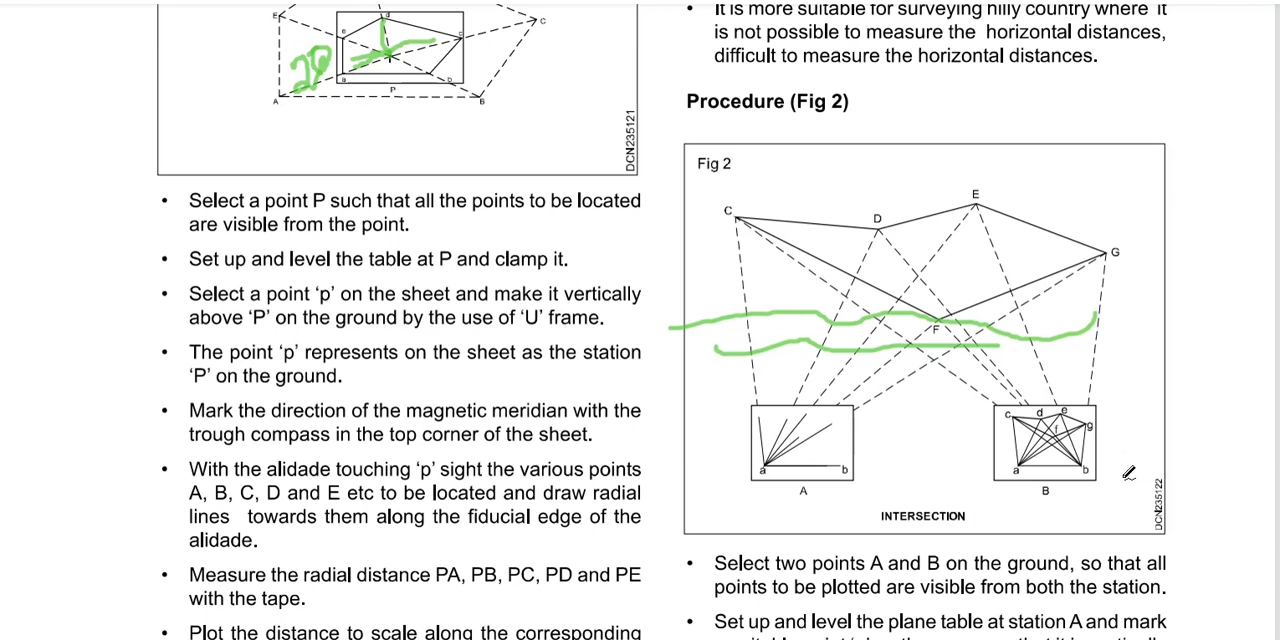 E
d
C
e
c
a
b
A
P
B
DCN235121
• Select a point P such that all the points to be located
are visible from the point.
• Set up and level the table at P and clamp it.
• Select a point 'p' on the sheet and make it vertically
above 'P' on the ground by the use of 'U' frame.
• The point 'p' represents on the sheet as the station
'P' on the ground.
• Mark the direction of the magnetic meridian with the
trough compass in the top corner of the sheet.
• With the alidade touching 'p' sight the various points
A, B, C, D and E etc to be located and draw radial
lines towards them along the fiducial edge of the
alidade.
• Measure the radial distance PA, PB, PC, PD and PE
with the tape.
• Plot the distance to scale along the corresponding
• It is more suitable for surveying hilly country where it
is not possible to measure the horizontal distances,
difficult to measure the horizontal distances.
Procedure (Fig 2)
Fig 2
E
C
D
G
F
c d e
f g
a b
a b
A
B
INTERSECTION
DCN235122
• Select two points A and B on the ground, so that all
points to be plotted are visible from both the station.
• Set up and level the plane table at station A and mark